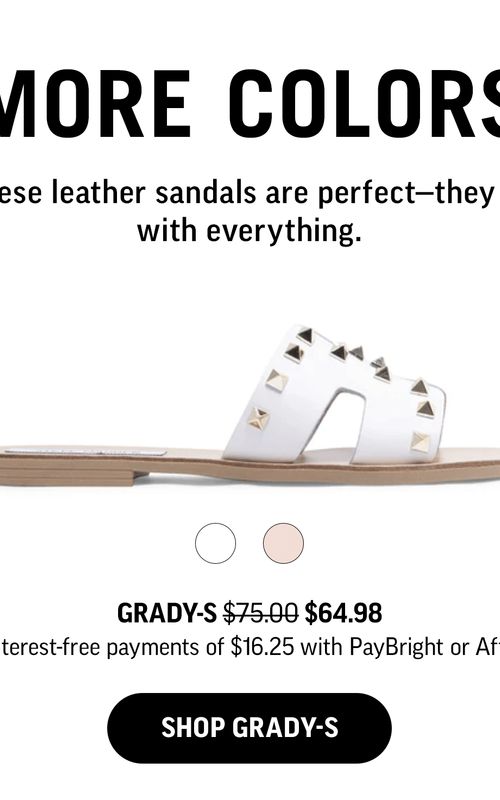 MORE COLORS
ese leather sandals are perfect—they
with everything.
GRADY-S $75.00 $64.98
terest-free payments of $16.25 with PayBright or Af
SHOP GRADY-S